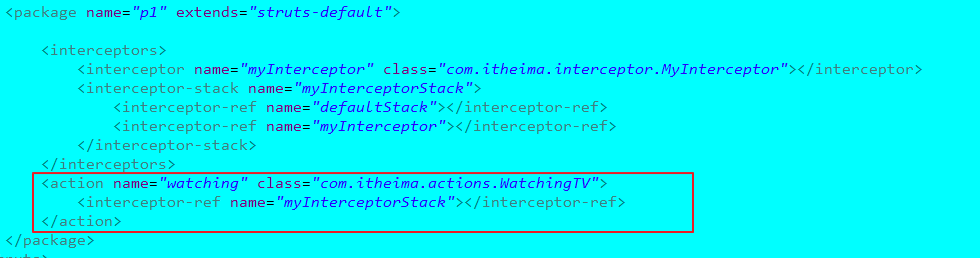 <package name="p1" extends="struts-default">
<interceptors>
<interceptor name="myInterceptor" class="com.itheima.interceptor.MyInterceptor"></interceptor>
<interceptor-stack name="myInterceptorStack">
<interceptor-ref name="defaultStack"></interceptor-ref>
<interceptor-ref name="myInterceptor"></interceptor-ref>
</interceptor-stack>
</interceptors>
<action name="watching" class="com.itheima.actions.WatchingTV">
<interceptor-ref name="myInterceptorStack"></interceptor-ref>
</action>
</package>